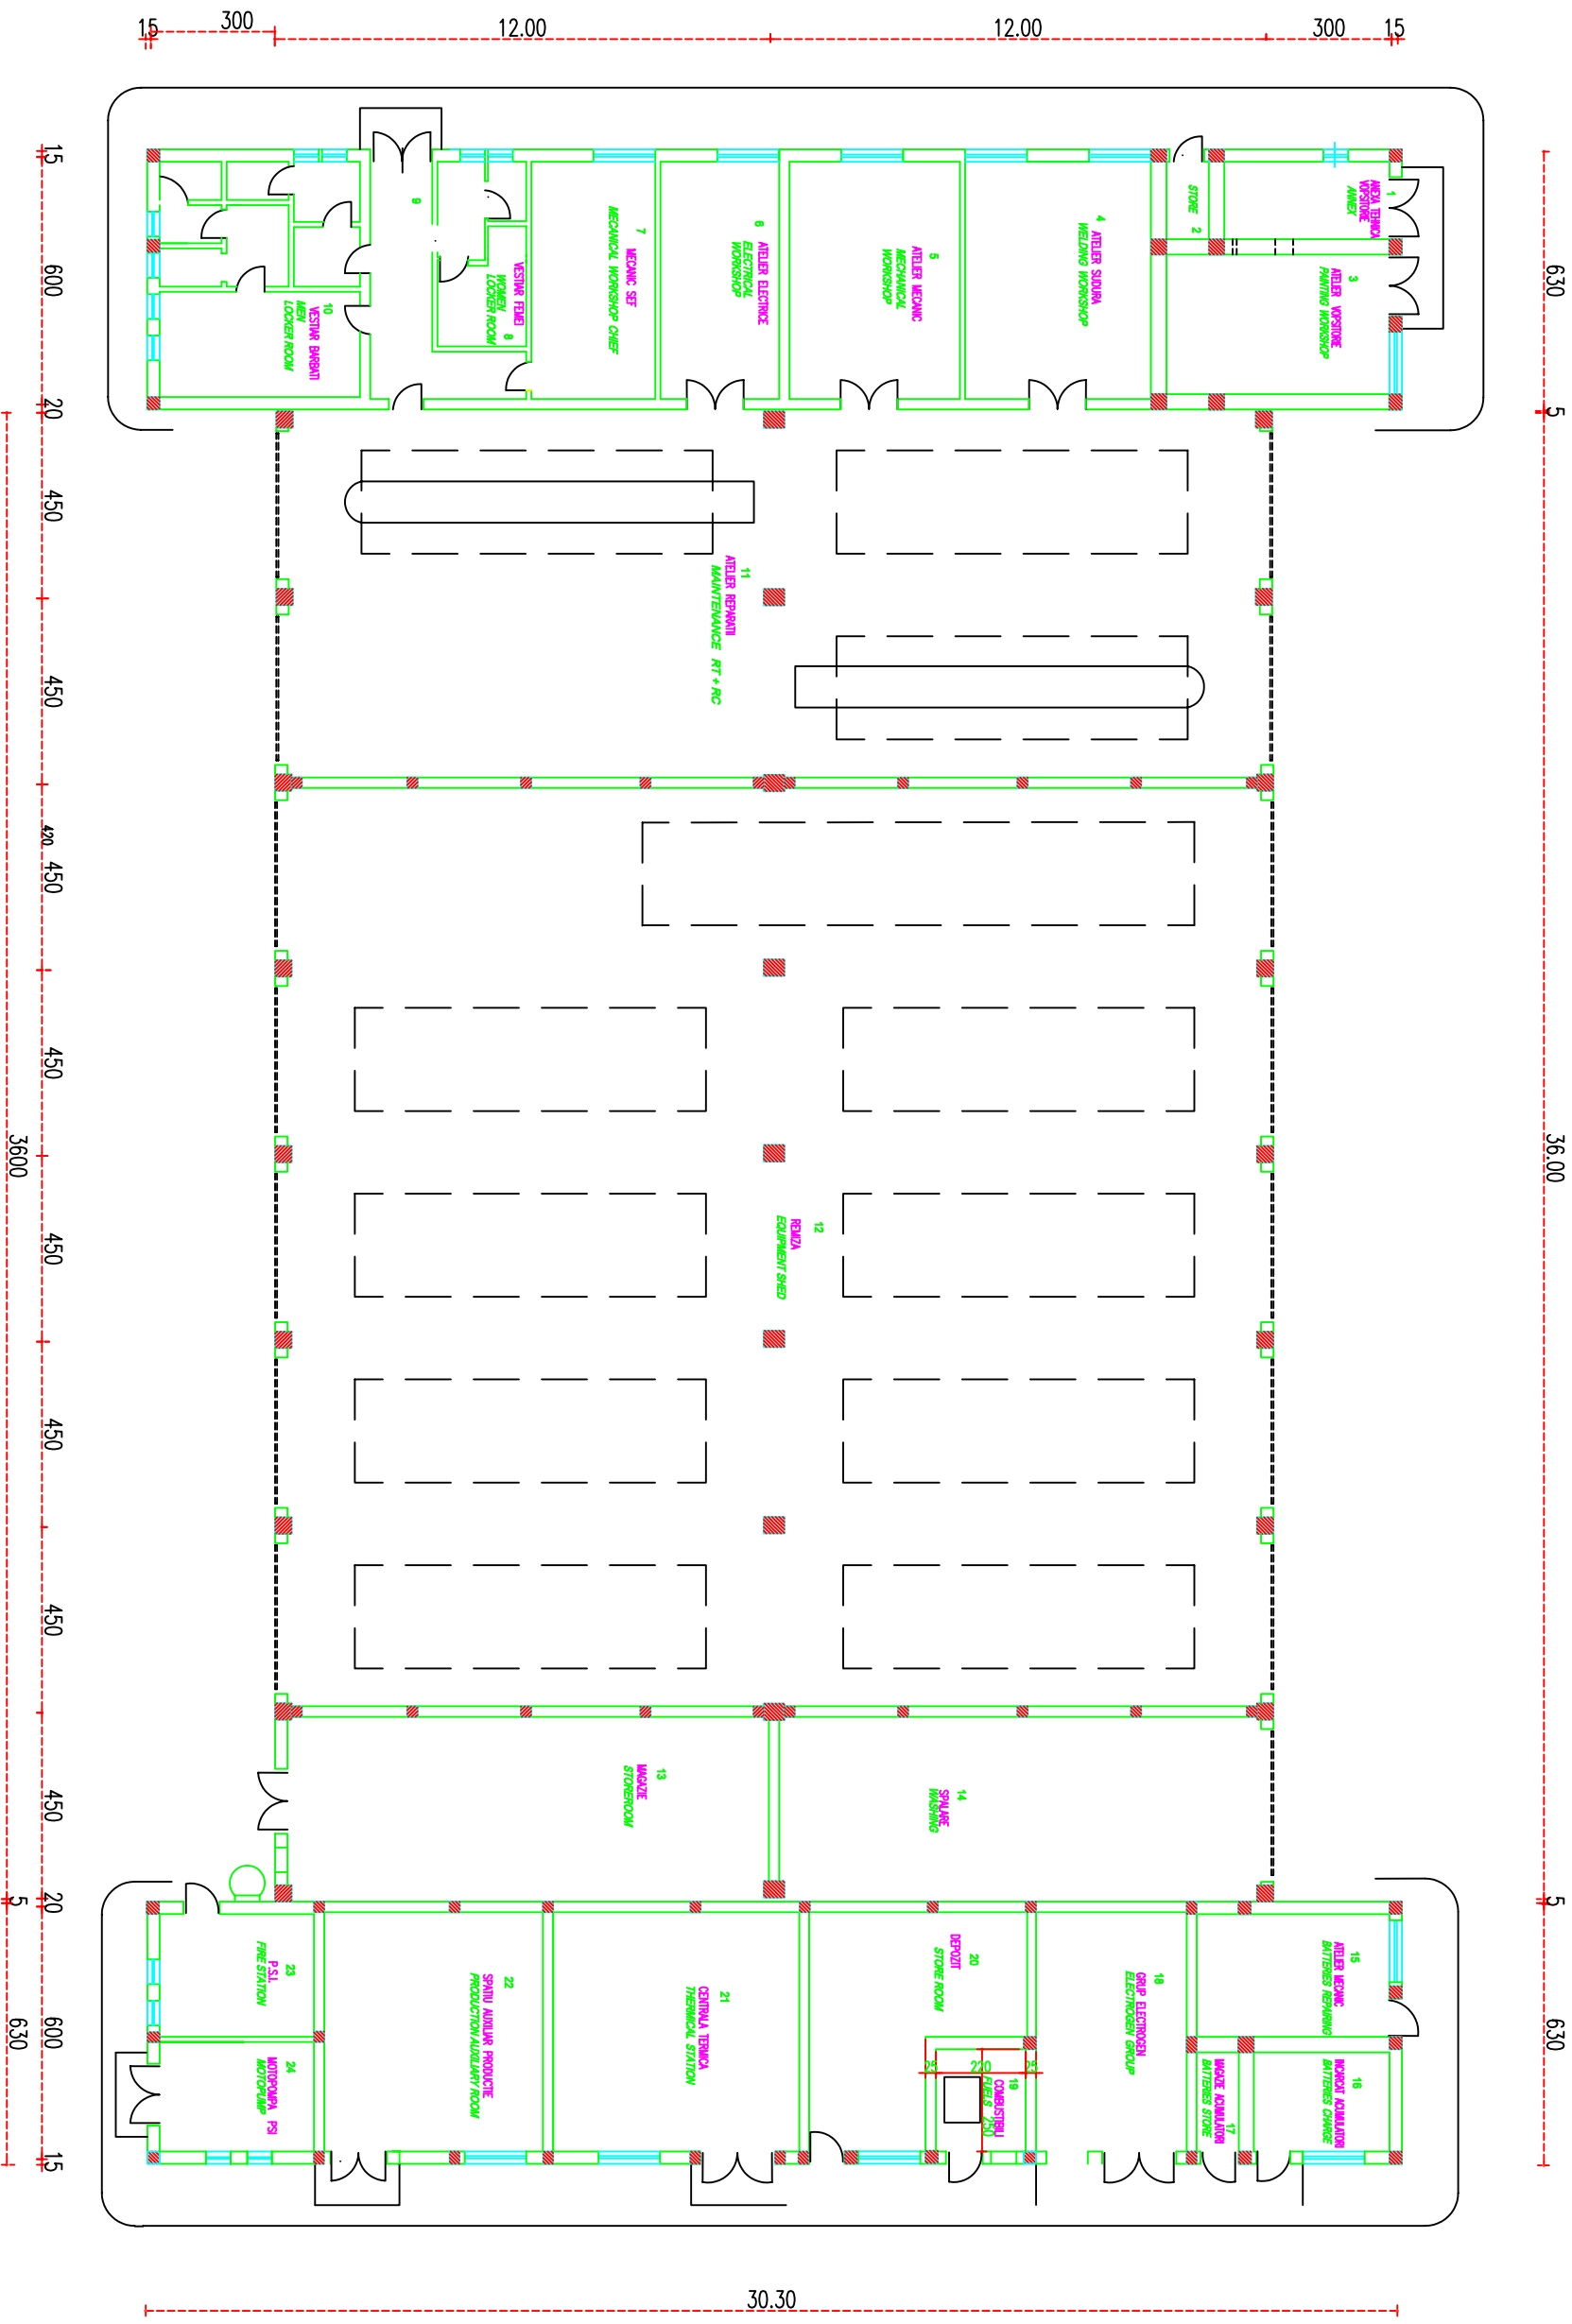 15
300
12.00
12.00
300
15
15
600
20
450
450
420
450
450
450
450
450
450
20
600
15
3600
5
630
630
5
36.00
5
630
30.30
1
ANEXA TEHNICA
VOPSITORIE
ANNEX
STORE 2
3
ATELIER VOPSITORIE
PAINTING WORKSHOP
4 ATELIER SUDURA
WELDING WORKSHOP
5
ATELIER MECANIC
MECHANICAL
WORKSHOP
6
ATELIER ELECTRICE
ELECTRICAL
WORKSHOP
7 MECANIC SEF
MECANICAL WORKSHOP CHIEF
VESTIAR FEMEI 8
WOMEN
LOCKER ROOM
9
10
VESTIAR BARBATI
MEN
LOCKER ROOM
11
ATELIER REPARATII
MAINTENANCE RT + RC
12
REMIZA
EQUIPMENT SHED
13
MAGAZIE
STOREROOM
14
SPALARE
WASHING
15
ATELIER MECANIC
BATTERIES REPAIRING
16
INCARCAT ACUMULATORI
BATTERIES CHARGE
17
MAGAZIE ACUMULATORI
BATTERIES STORE
18
GRUP ELECTROGEN
ELECTROGEN GROUP
19
COMBUSTIBILI
FUELS 250
25
220
25
20
DEPOZIT
STORE ROOM
21
CENTRALA TERMICA
THERMICAL STATION
22
SPATIU AUXILIAR PRODUCTIE
PRODUCTION AUXILIARY ROOM
23
P.S.I.
FIRE STATION
24
MOTOPOMPA PSI
MOTOPUMP